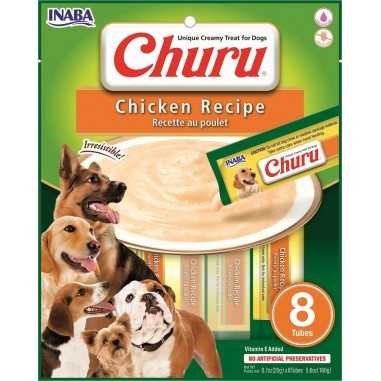 INABA
Unique Creamy Treat for Dogs
Churu®
Chicken Recipe
Recette au poulet
Irresistible!
INABA
Churu
8
Tubes
Vitamin E Added
NO ARTIFICIAL PRESERVATIVES